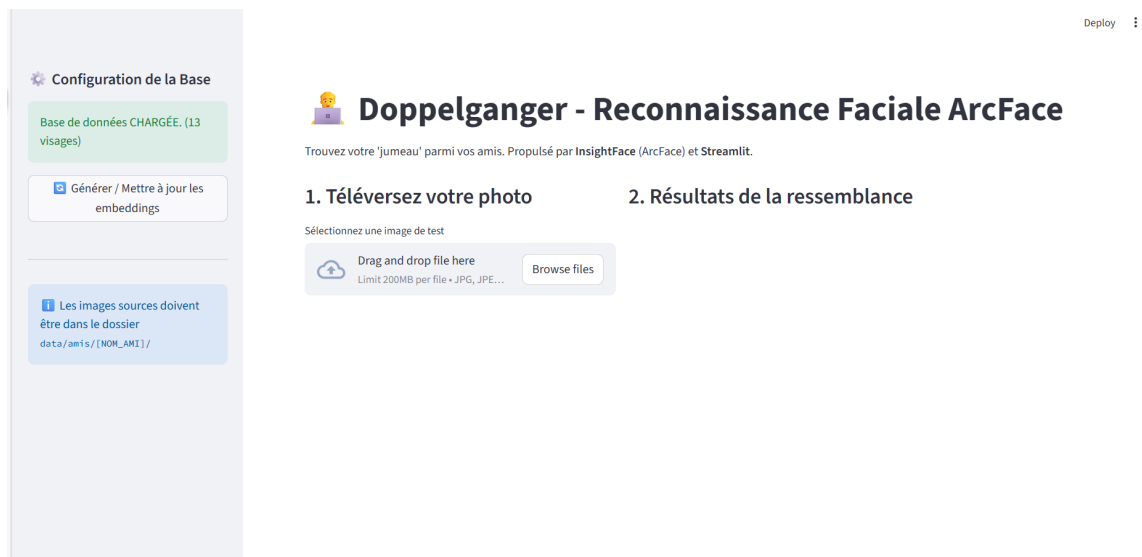 Deploy
Configuration de la Base
Base de données CHARGÉE. (13
visages)
Générer / Mettre à jour les
embeddings
Les images sources doivent
être dans le dossier
data/amis/[NOM_AMI]/
Doppelganger - Reconnaissance Faciale ArcFace
Trouvez votre 'jumeau' parmi vos amis. Propulsé par InsightFace (ArcFace) et Streamlit.
1. Téléversez votre photo
Sélectionnez une image de test
Drag and drop file here
Limit 200MB per file • JPG, JPE...
Browse files
2. Résultats de la ressemblance